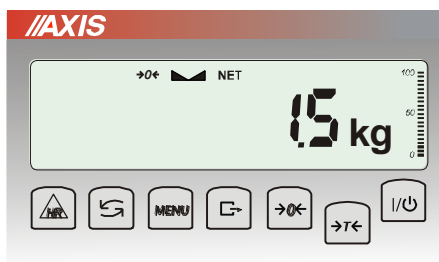 //AXIS
→0← NET 100
1.5 kg 50
0
HR MENU →0← →T← I/⏻